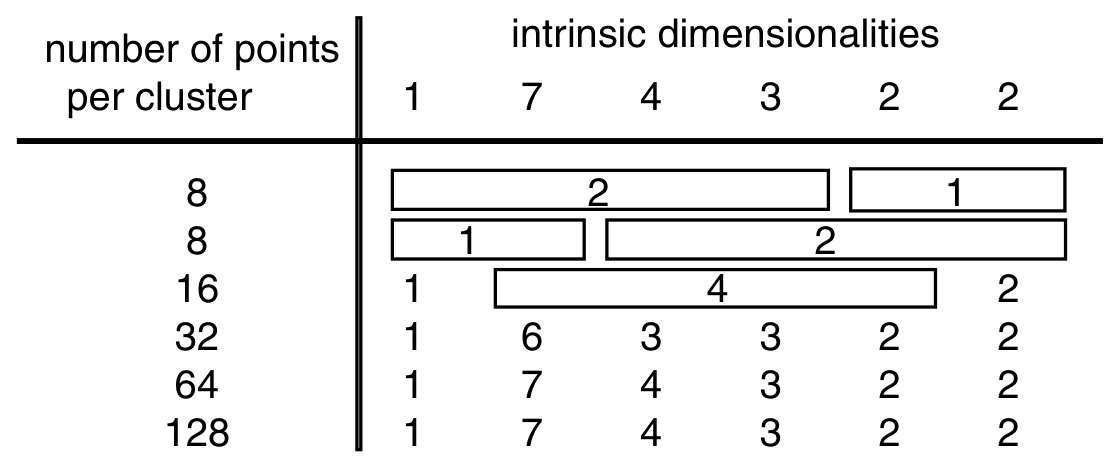 number of points per cluster
intrinsic dimensionalities
1 7 4 3 2 2
8 2 1
8 1 2
16 1 4 2
32 1 6 3 3 2 2
64 1 7 4 3 2 2
128 1 7 4 3 2 2